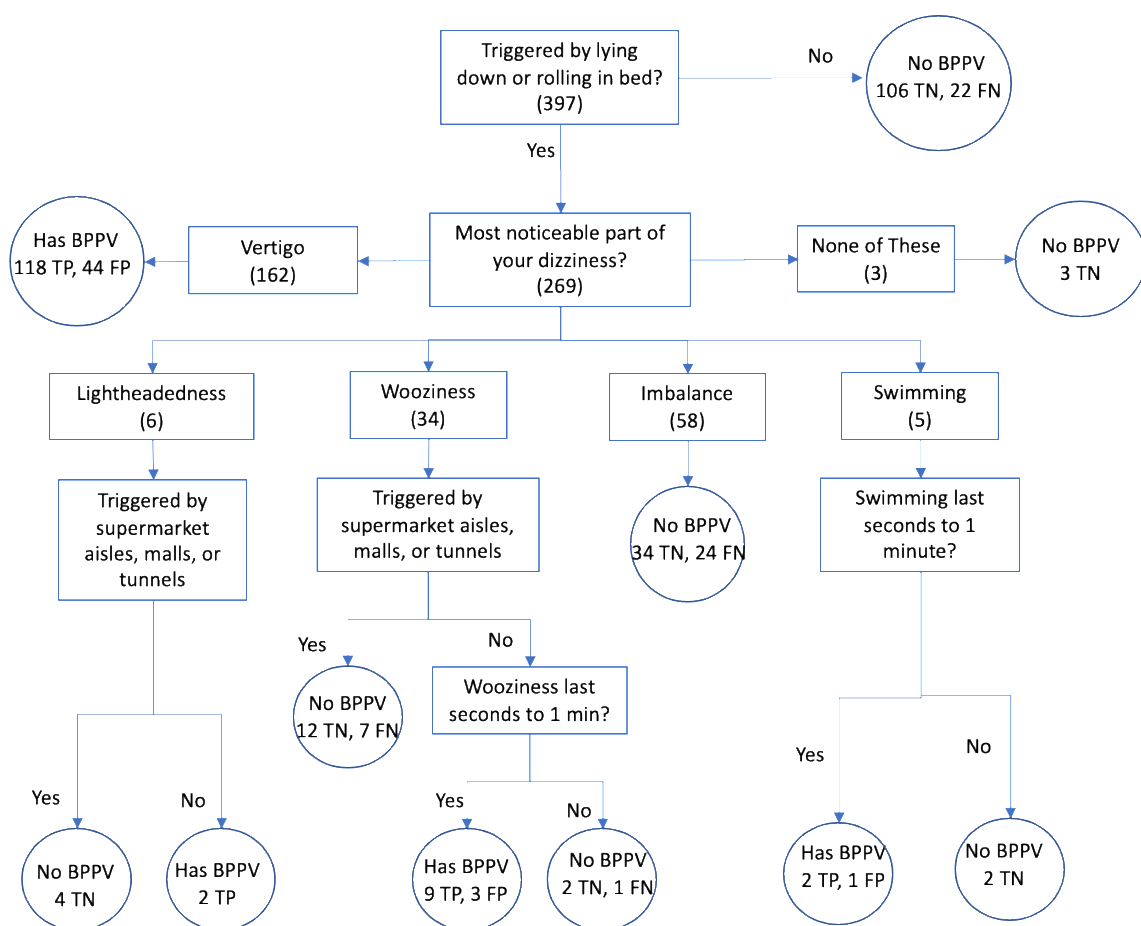 Triggered by lying
down or rolling in bed?
(397)
No
No BPPV
106 TN, 22 FN
Yes
Has BPPV
118 TP, 44 FP
Vertigo
(162)
Most noticeable part of
your dizziness?
(269)
None of These
(3)
No BPPV
3 TN
Lightheadedness
(6)
Wooziness
(34)
Imbalance
(58)
Swimming
(5)
Triggered by
supermarket
aisles, malls, or
tunnels
Triggered by
supermarket aisles,
malls, or tunnels
No BPPV
34 TN, 24 FN
Swimming last
seconds to 1
minute?
Yes
No
No BPPV
12 TN, 7 FN
Wooziness last
seconds to 1 min?
Yes
No
Yes
No
Yes
No
No BPPV
4 TN
Has BPPV
2 TP
Has BPPV
9 TP, 3 FP
No BPPV
2 TN, 1 FN
Has BPPV
2 TP, 1 FP
No BPPV
2 TN